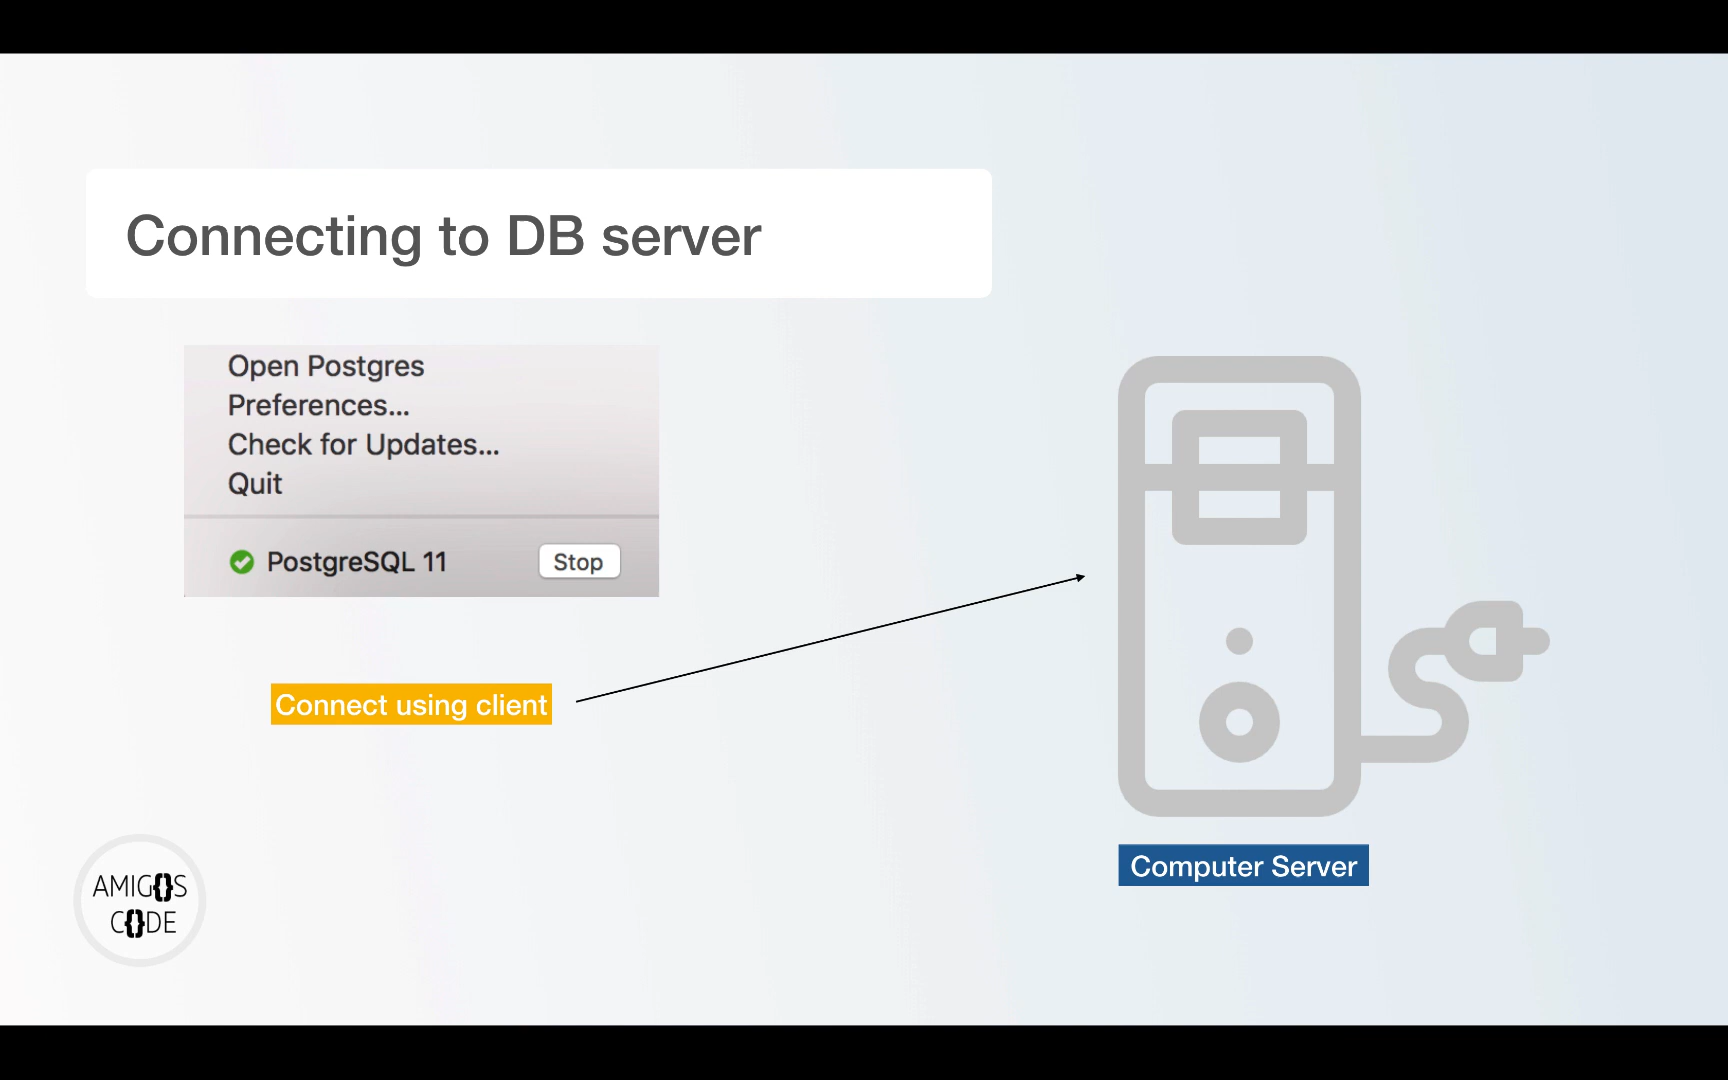 Connecting to DB server
Open Postgres
Preferences...
Check for Updates...
Quit
PostgreSQL 11 Stop
Connect using client
Computer Server
AMIG{}S
C{}DE